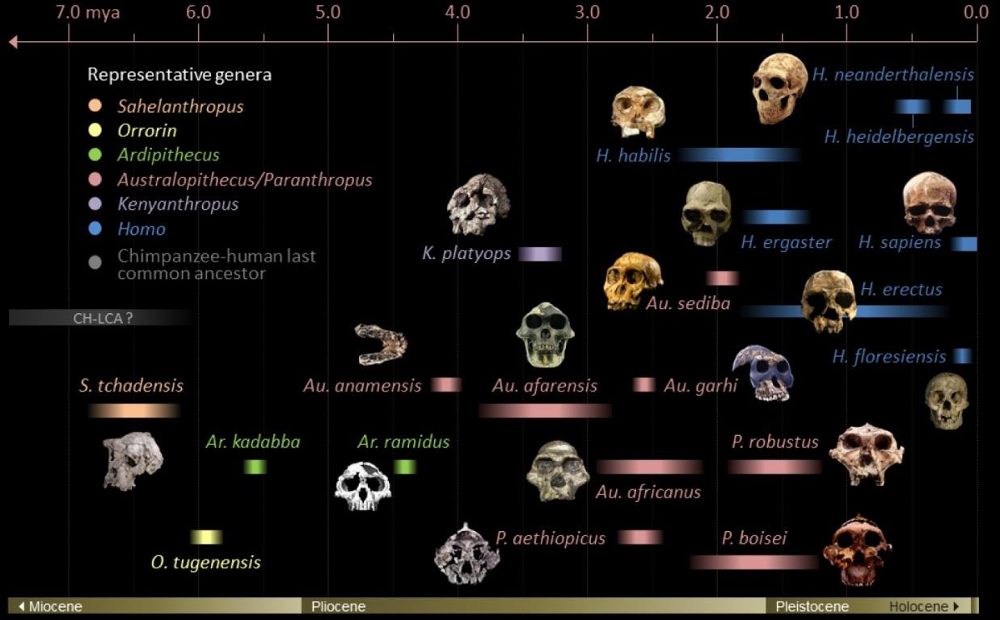 7.0 mya 6.0 5.0 4.0 3.0 2.0 1.0 0.0
Representative genera
Sahelanthropus
Orrorin
Ardipithecus
Australopithecus/Paranthropus
Kenyanthropus
Homo
Chimpanzee-human last
common ancestor
H. neanderthalensis
H. heidelbergensis
H. habilis
H. ergaster
H. sapiens
K. platyops
H. erectus
Au. sediba
CH-LCA ?
H. floresiensis
S. tchadensis
Au. anamensis
Au. afarensis
Au. garhi
Ar. kadabba
Ar. ramidus
P. robustus
Au. africanus
P. aethiopicus
P. boisei
O. tugenensis
Miocene
Pliocene
Pleistocene
Holocene